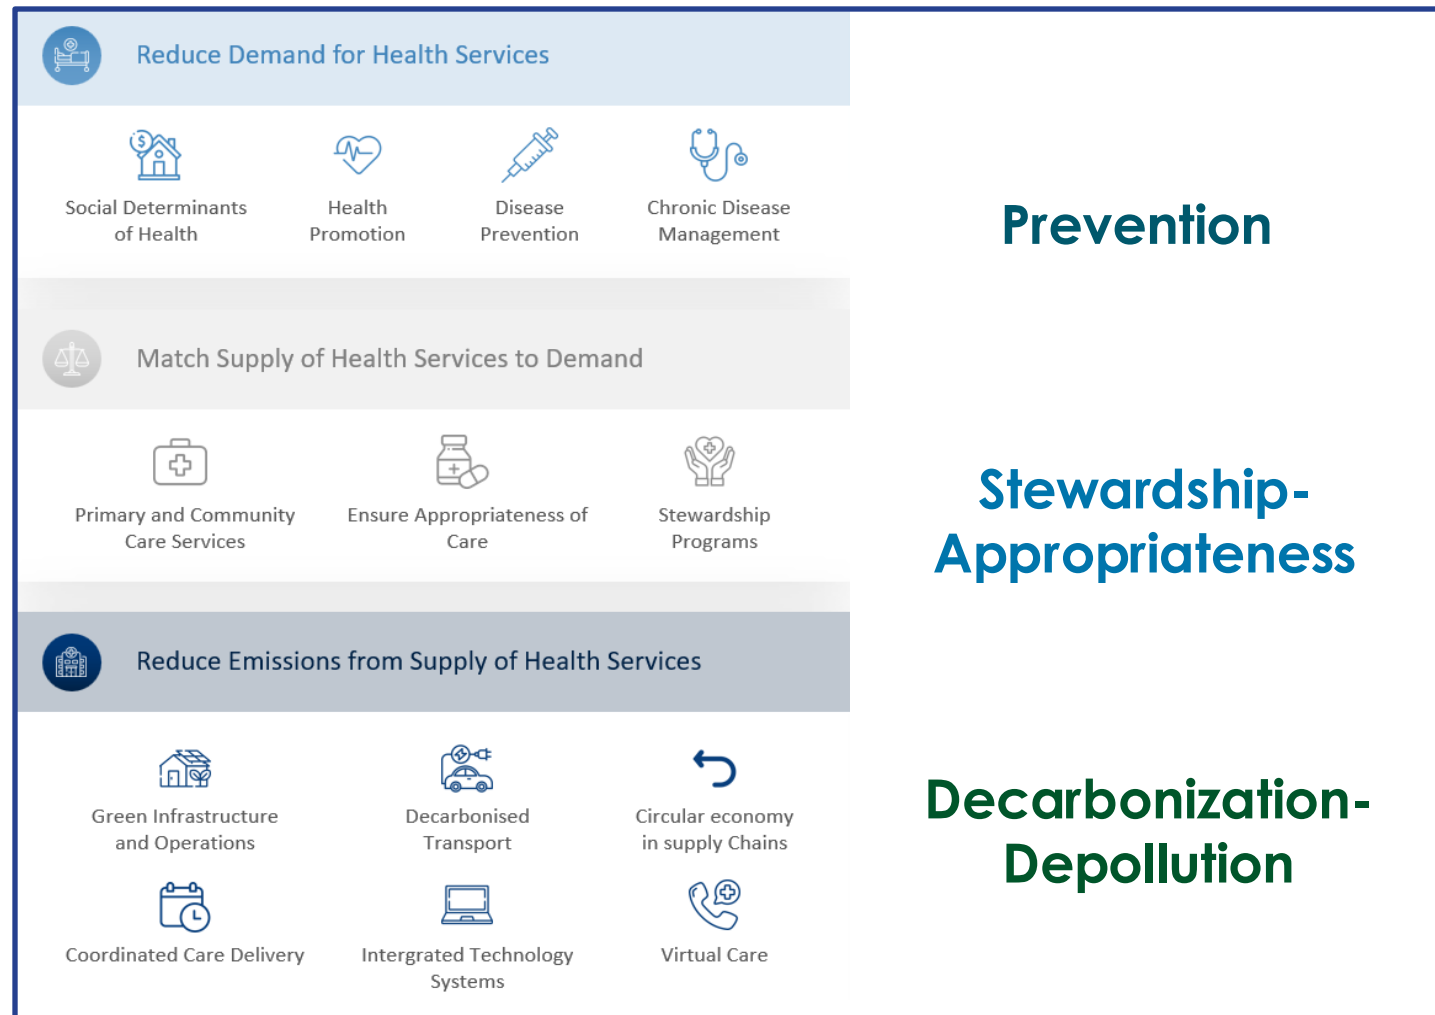 Reduce Demand for Health Services
$
Social Determinants
of Health
Health
Promotion
Disease
Prevention
Chronic Disease
Management
Prevention
Match Supply of Health Services to Demand
Primary and Community
Care Services
Ensure Appropriateness of
Care
Stewardship
Programs
Stewardship-
Appropriateness
Reduce Emissions from Supply of Health Services
Green Infrastructure
and Operations
Decarbonised
Transport
Circular economy
in supply Chains
Coordinated Care Delivery
Intergrated Technology
Systems
Virtual Care
Decarbonization-
Depollution